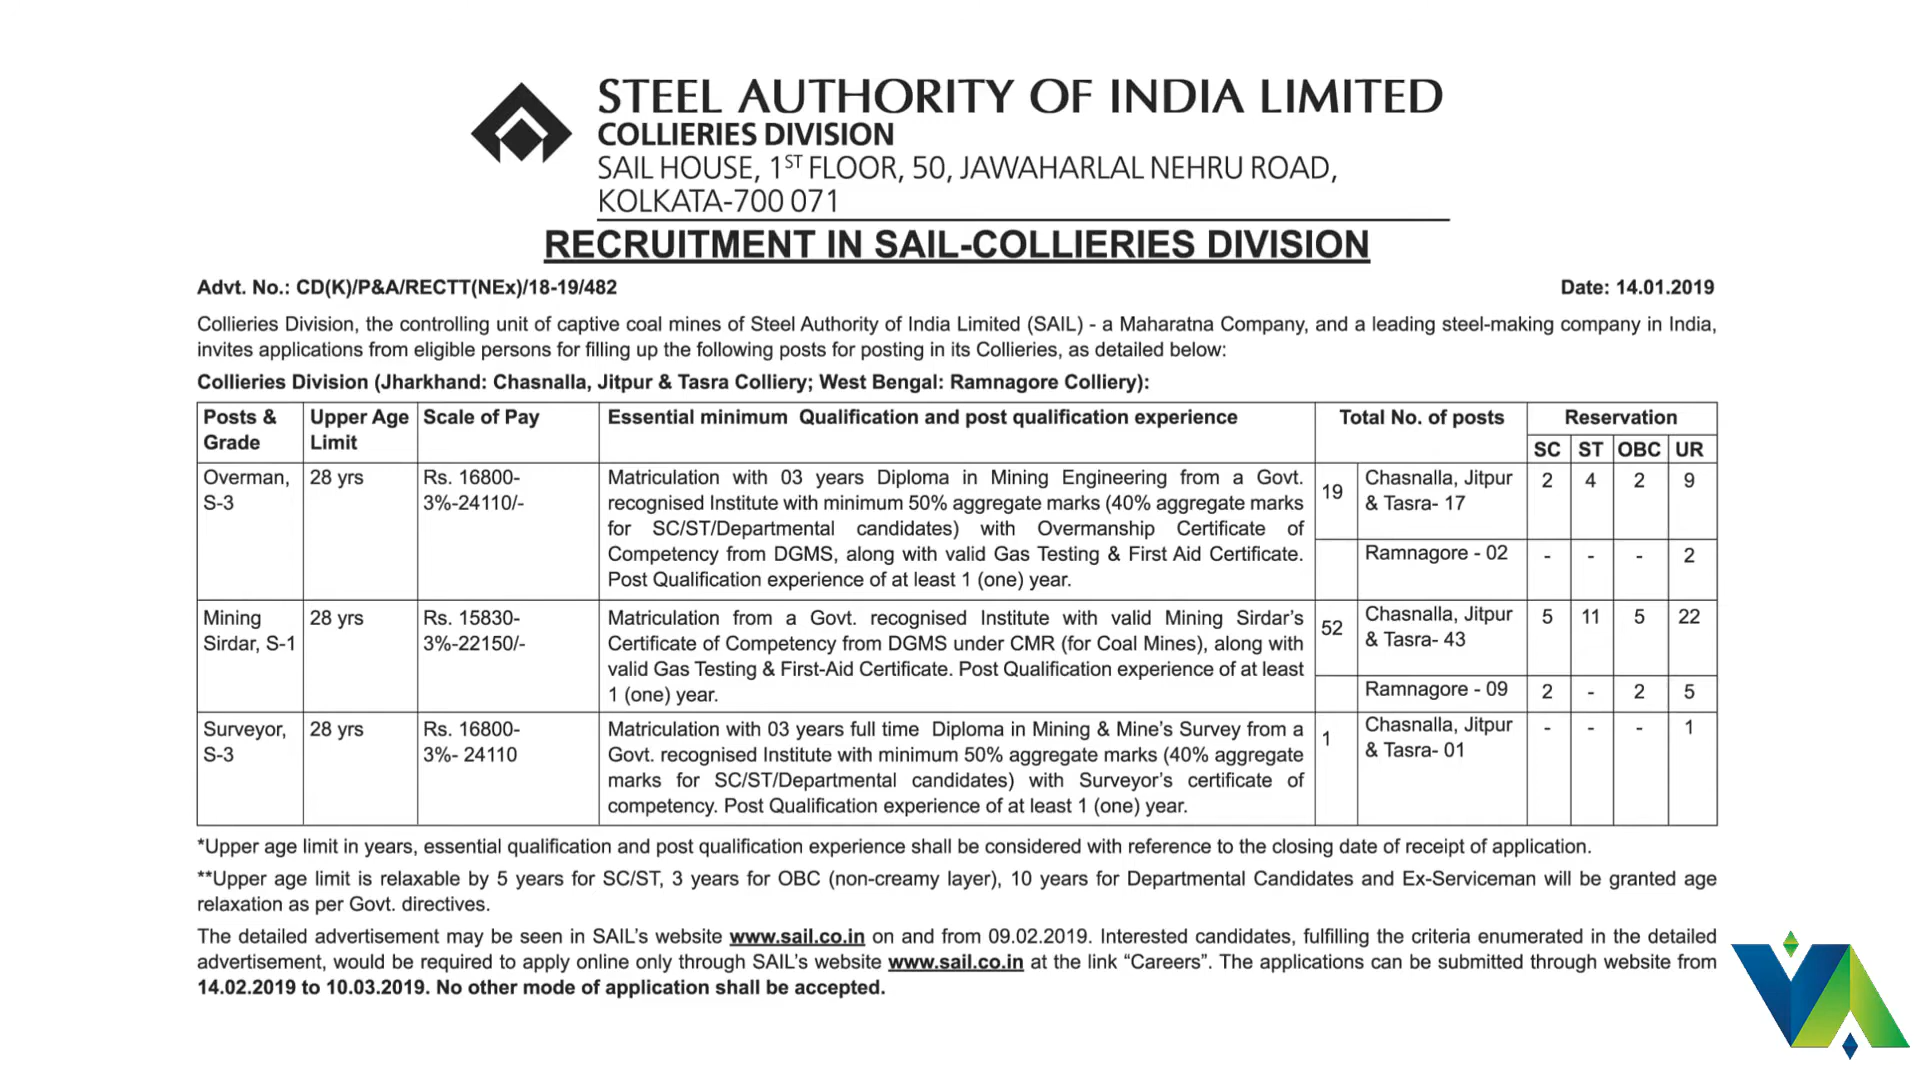 STEEL AUTHORITY OF INDIA LIMITED
COLLIERIES DIVISION
SAIL HOUSE, 1ST FLOOR, 50, JAWAHARLAL NEHRU ROAD,
KOLKATA-700 071
RECRUITMENT IN SAIL-COLLIERIES DIVISION
Advt. No.: CD(K)/P&A/RECTT(NEx)/18-19/482 Date: 14.01.2019
Collieries Division, the controlling unit of captive coal mines of Steel Authority of India Limited (SAIL) - a Maharatna Company, and a leading steel-making company in India,
invites applications from eligible persons for filling up the following posts for posting in its Collieries, as detailed below:
Collieries Division (Jharkhand: Chasnalla, Jitpur & Tasra Colliery; West Bengal: Ramnagore Colliery):
Posts & Grade
Upper Age Limit
Scale of Pay
Essential minimum Qualification and post qualification experience
Total No. of posts
Reservation
SC ST OBC UR
Overman,
S-3
28 yrs
Rs. 16800-
3%-24110/-
Matriculation with 03 years Diploma in Mining Engineering from a Govt.
recognised Institute with minimum 50% aggregate marks (40% aggregate marks
for SC/ST/Departmental candidates) with Overmanship Certificate of
Competency from DGMS, along with valid Gas Testing & First Aid Certificate.
Post Qualification experience of at least 1 (one) year.
19
Chasnalla, Jitpur
& Tasra- 17
2 4 2 9
Ramnagore - 02
- - - 2
Mining
Sirdar, S-1
28 yrs
Rs. 15830-
3%-22150/-
Matriculation from a Govt. recognised Institute with valid Mining Sirdar's
Certificate of Competency from DGMS under CMR (for Coal Mines), along with
valid Gas Testing & First-Aid Certificate. Post Qualification experience of at least
1 (one) year.
52
Chasnalla, Jitpur
& Tasra- 43
5 11 5 22
Ramnagore - 09
2 - 2 5
Surveyor,
S-3
28 yrs
Rs. 16800-
3%- 24110
Matriculation with 03 years full time Diploma in Mining & Mine's Survey from a
Govt. recognised Institute with minimum 50% aggregate marks (40% aggregate
marks for SC/ST/Departmental candidates) with Surveyor's certificate of
competency. Post Qualification experience of at least 1 (one) year.
1
Chasnalla, Jitpur
& Tasra- 01
- - - 1
*Upper age limit in years, essential qualification and post qualification experience shall be considered with reference to the closing date of receipt of application.
**Upper age limit is relaxable by 5 years for SC/ST, 3 years for OBC (non-creamy layer), 10 years for Departmental Candidates and Ex-Serviceman will be granted age
relaxation as per Govt. directives.
The detailed advertisement may be seen in SAIL's website www.sail.co.in on and from 09.02.2019. Interested candidates, fulfilling the criteria enumerated in the detailed
advertisement, would be required to apply online only through SAIL's website www.sail.co.in at the link “Careers”. The applications can be submitted through website from
14.02.2019 to 10.03.2019. No other mode of application shall be accepted.